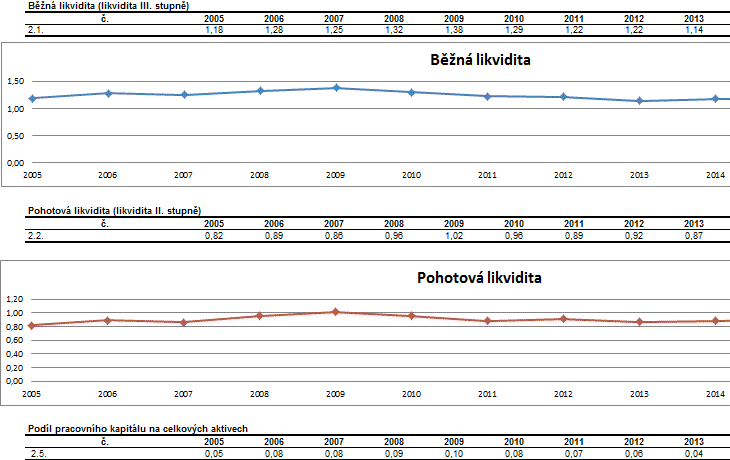 Běžná likvidita (likvidita III. stupně)
č. 2005 2006 2007 2008 2009 2010 2011 2012 2013
2.1. 1,18 1,28 1,25 1,32 1,38 1,29 1,22 1,22 1,14
Běžná likvidita
1,50
1,00
0,50
0,00
2005 2006 2007 2008 2009 2010 2011 2012 2013 2014
Pohotová likvidita (likvidita II. stupně)
č. 2005 2006 2007 2008 2009 2010 2011 2012 2013
2.2. 0,82 0,89 0,86 0,96 1,02 0,96 0,89 0,92 0,87
Pohotová likvidita
1,20
1,00
0,80
0,60
0,40
0,20
0,00
2005 2006 2007 2008 2009 2010 2011 2012 2013 2014
Podíl pracovního kapitálu na celkových aktivech
č. 2005 2006 2007 2008 2009 2010 2011 2012 2013
2.5. 0,05 0,08 0,08 0,09 0,10 0,08 0,07 0,06 0,04